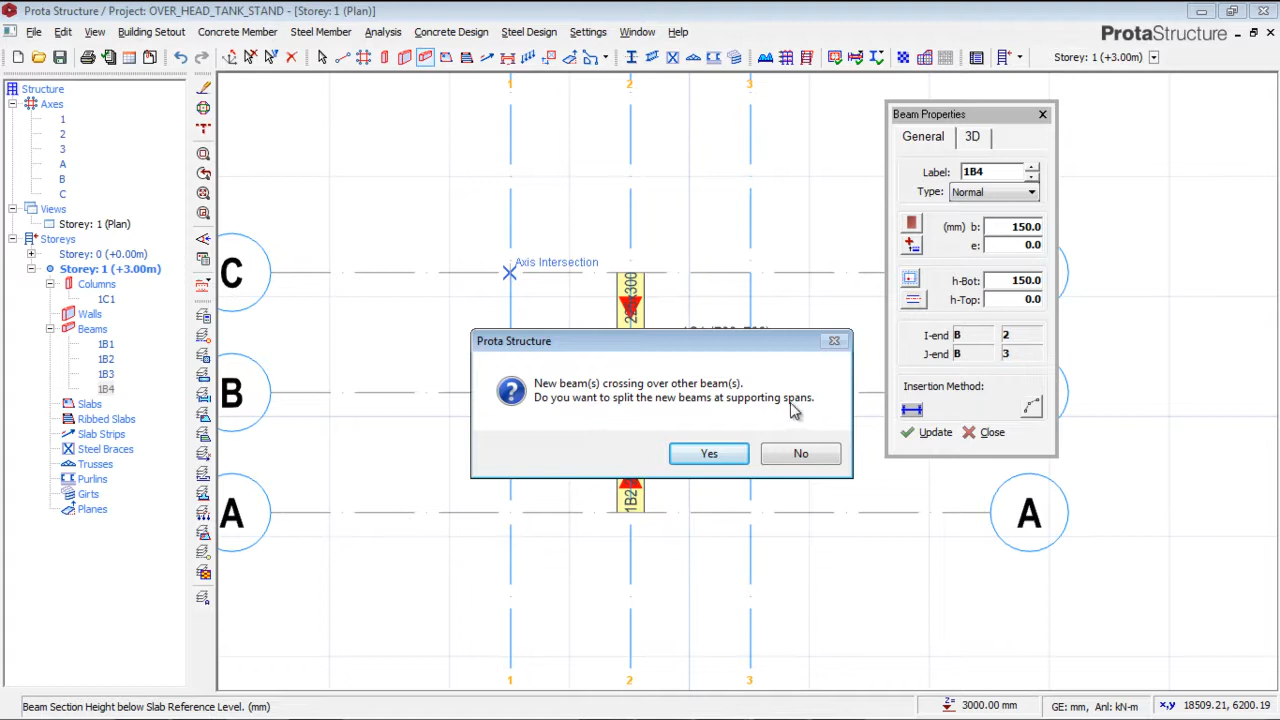 Prota Structure / Project: OVER_HEAD_TANK_STAND - [Storey: 1 (Plan)]
File Edit View Building Setout Concrete Member Steel Member Analysis Concrete Design Steel Design Settings Window Help
ProtaStructure
Storey: 1 (+3.00m)
Structure
Axes
1
2
3
A
B
C
Views
Storey: 1 (Plan)
Storeys
Storey: 0 (+0.00m)
Storey: 1 (+3.00m)
Columns
1C1
Walls
Beams
1B1
1B2
1B3
1B4
Slabs
Ribbed Slabs
Slab Strips
Steel Braces
Trusses
Purlins
Girts
Planes
1 2 3
C
B
A
A
Axis Intersection
1B2
1 2 3
Prota Structure
New beam(s) crossing over other beam(s).
Do you want to split the new beams at supporting spans.
Yes No
Beam Properties
General 3D
Label: 1B4
Type: Normal
(mm) b: 150.0
e: 0.0
h-Bot: 150.0
h-Top: 0.0
I-end B 2
J-end B 3
Insertion Method:
Update Close
Beam Section Height below Slab Reference Level. (mm)
Z= 3000.00 mm
GE: mm, Anl: kN-m
x,y 18509.21, 6200.19